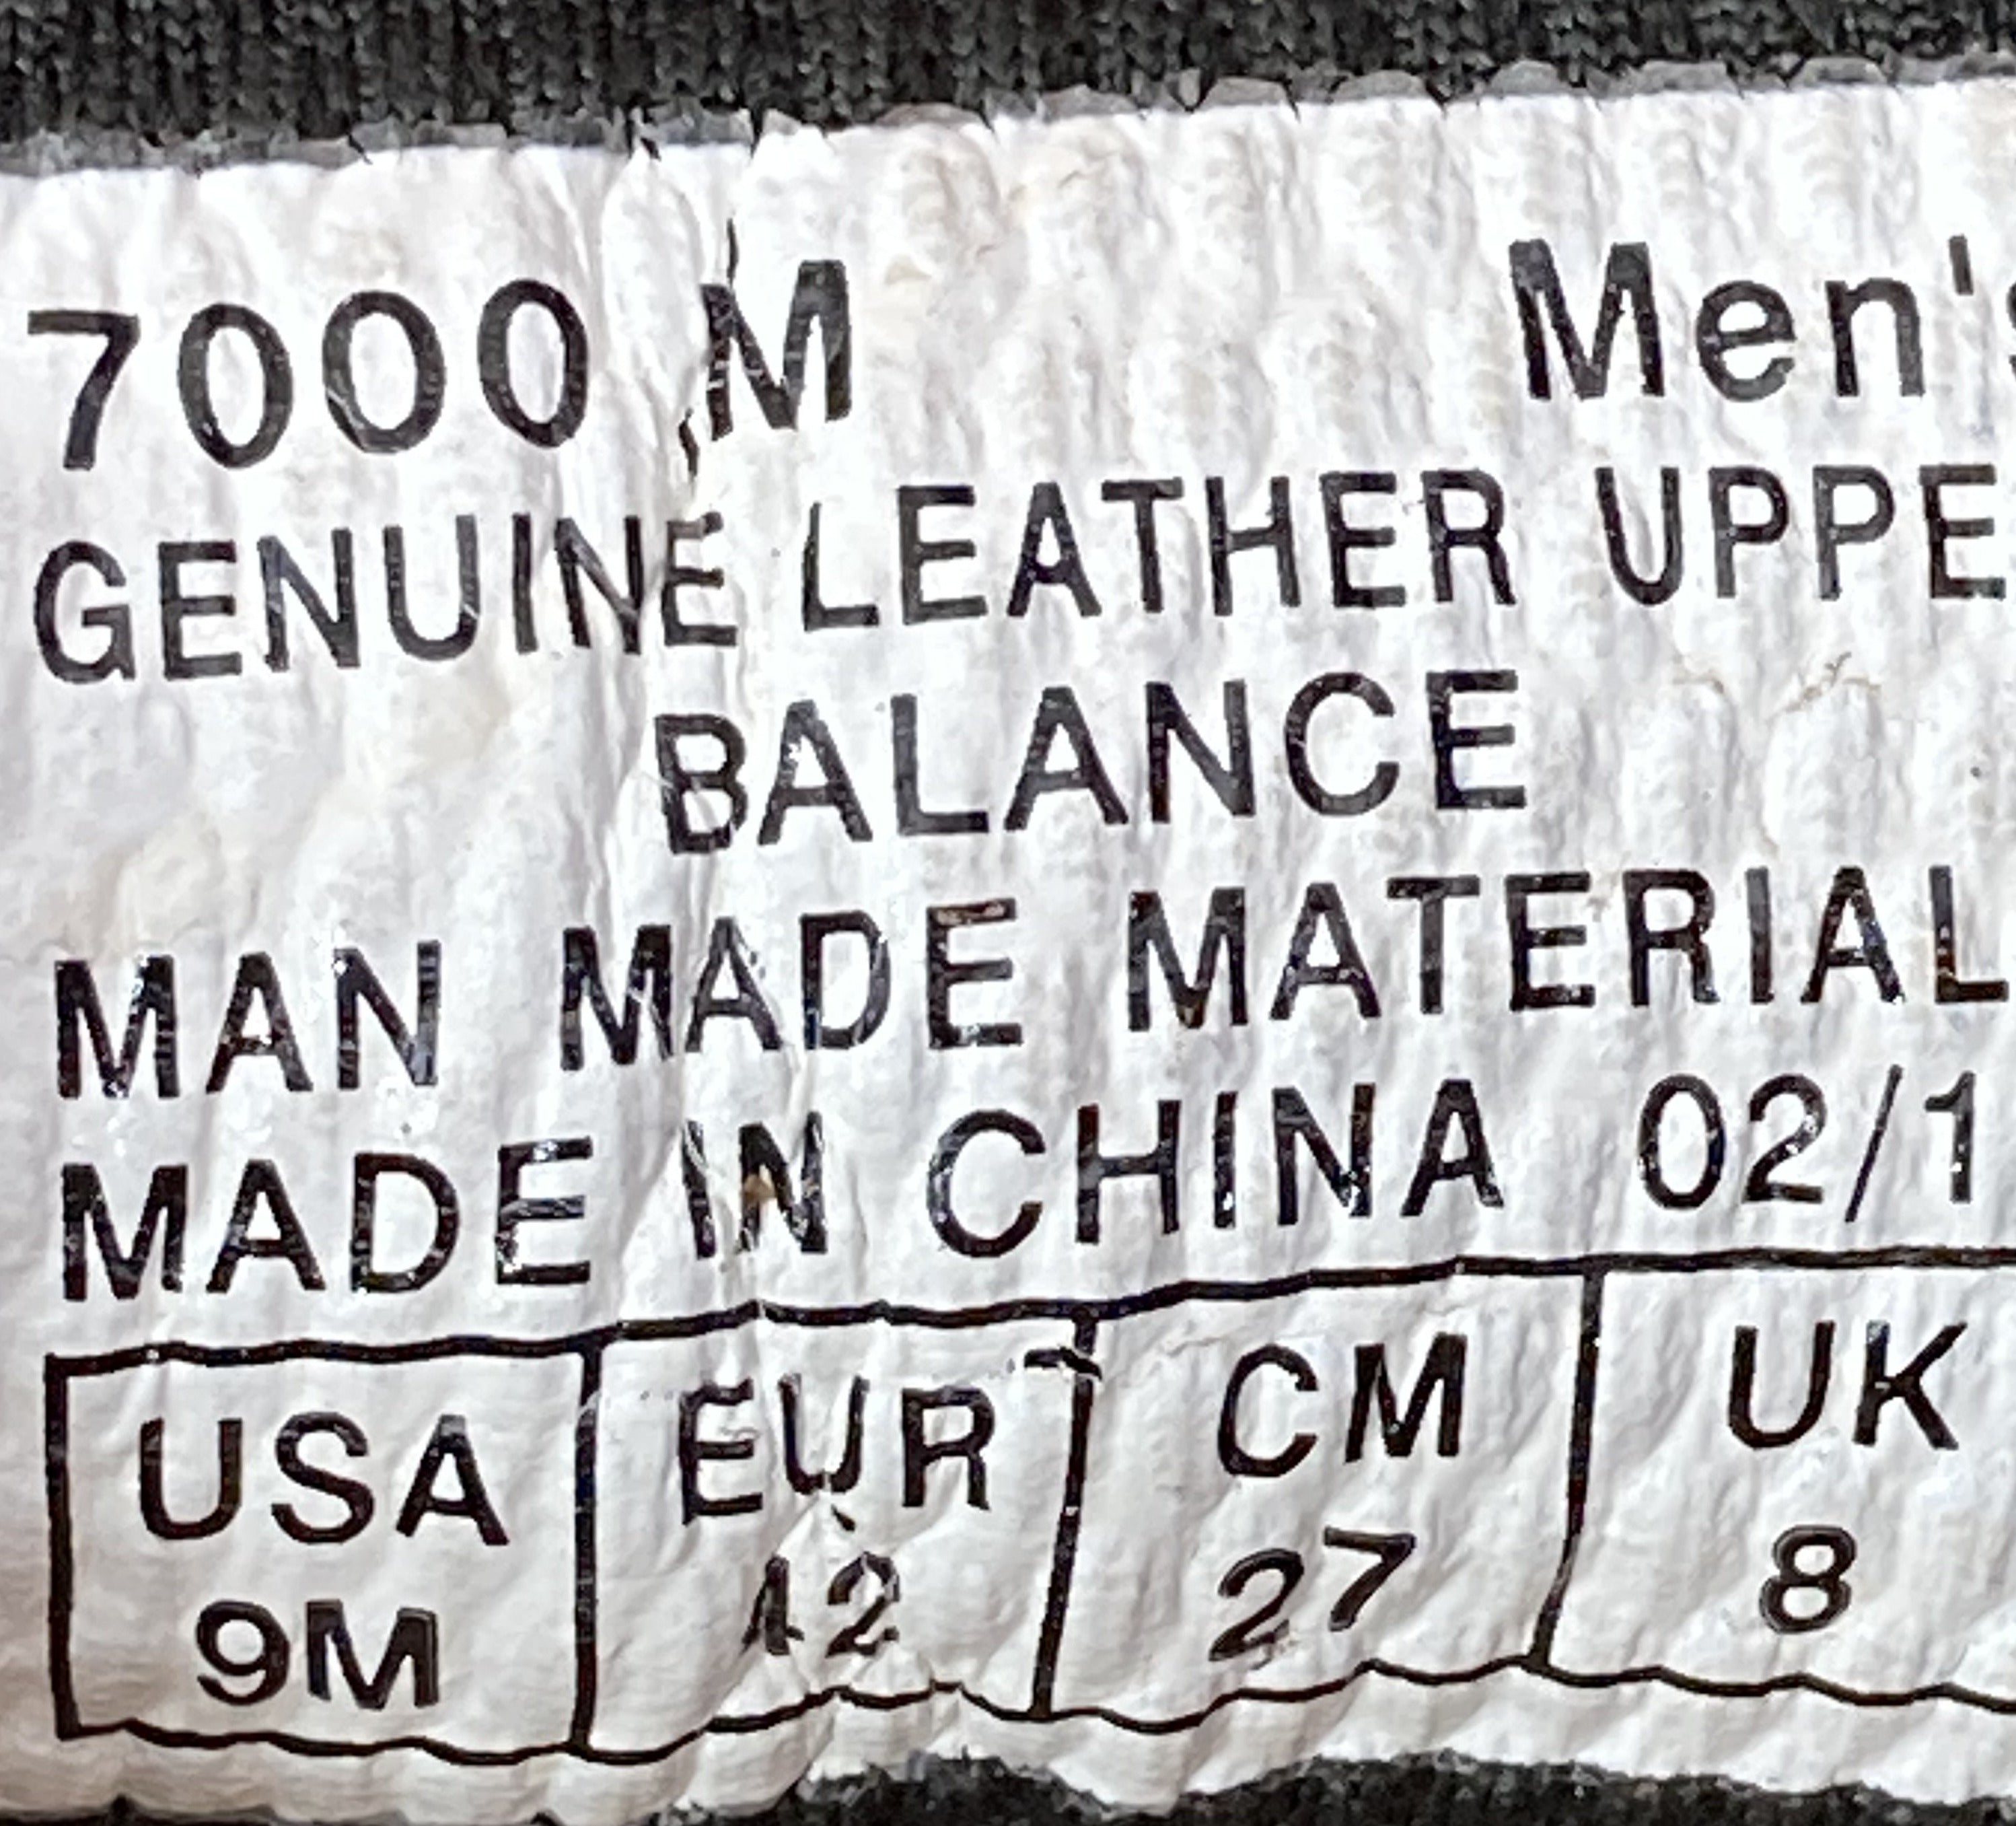 7000 M Men's
GENUINE LEATHER UPPE
BALANCE
MAN MADE MATERIAL
MADE IN CHINA 02/1
USA EUR CM UK
9M 42 27 8